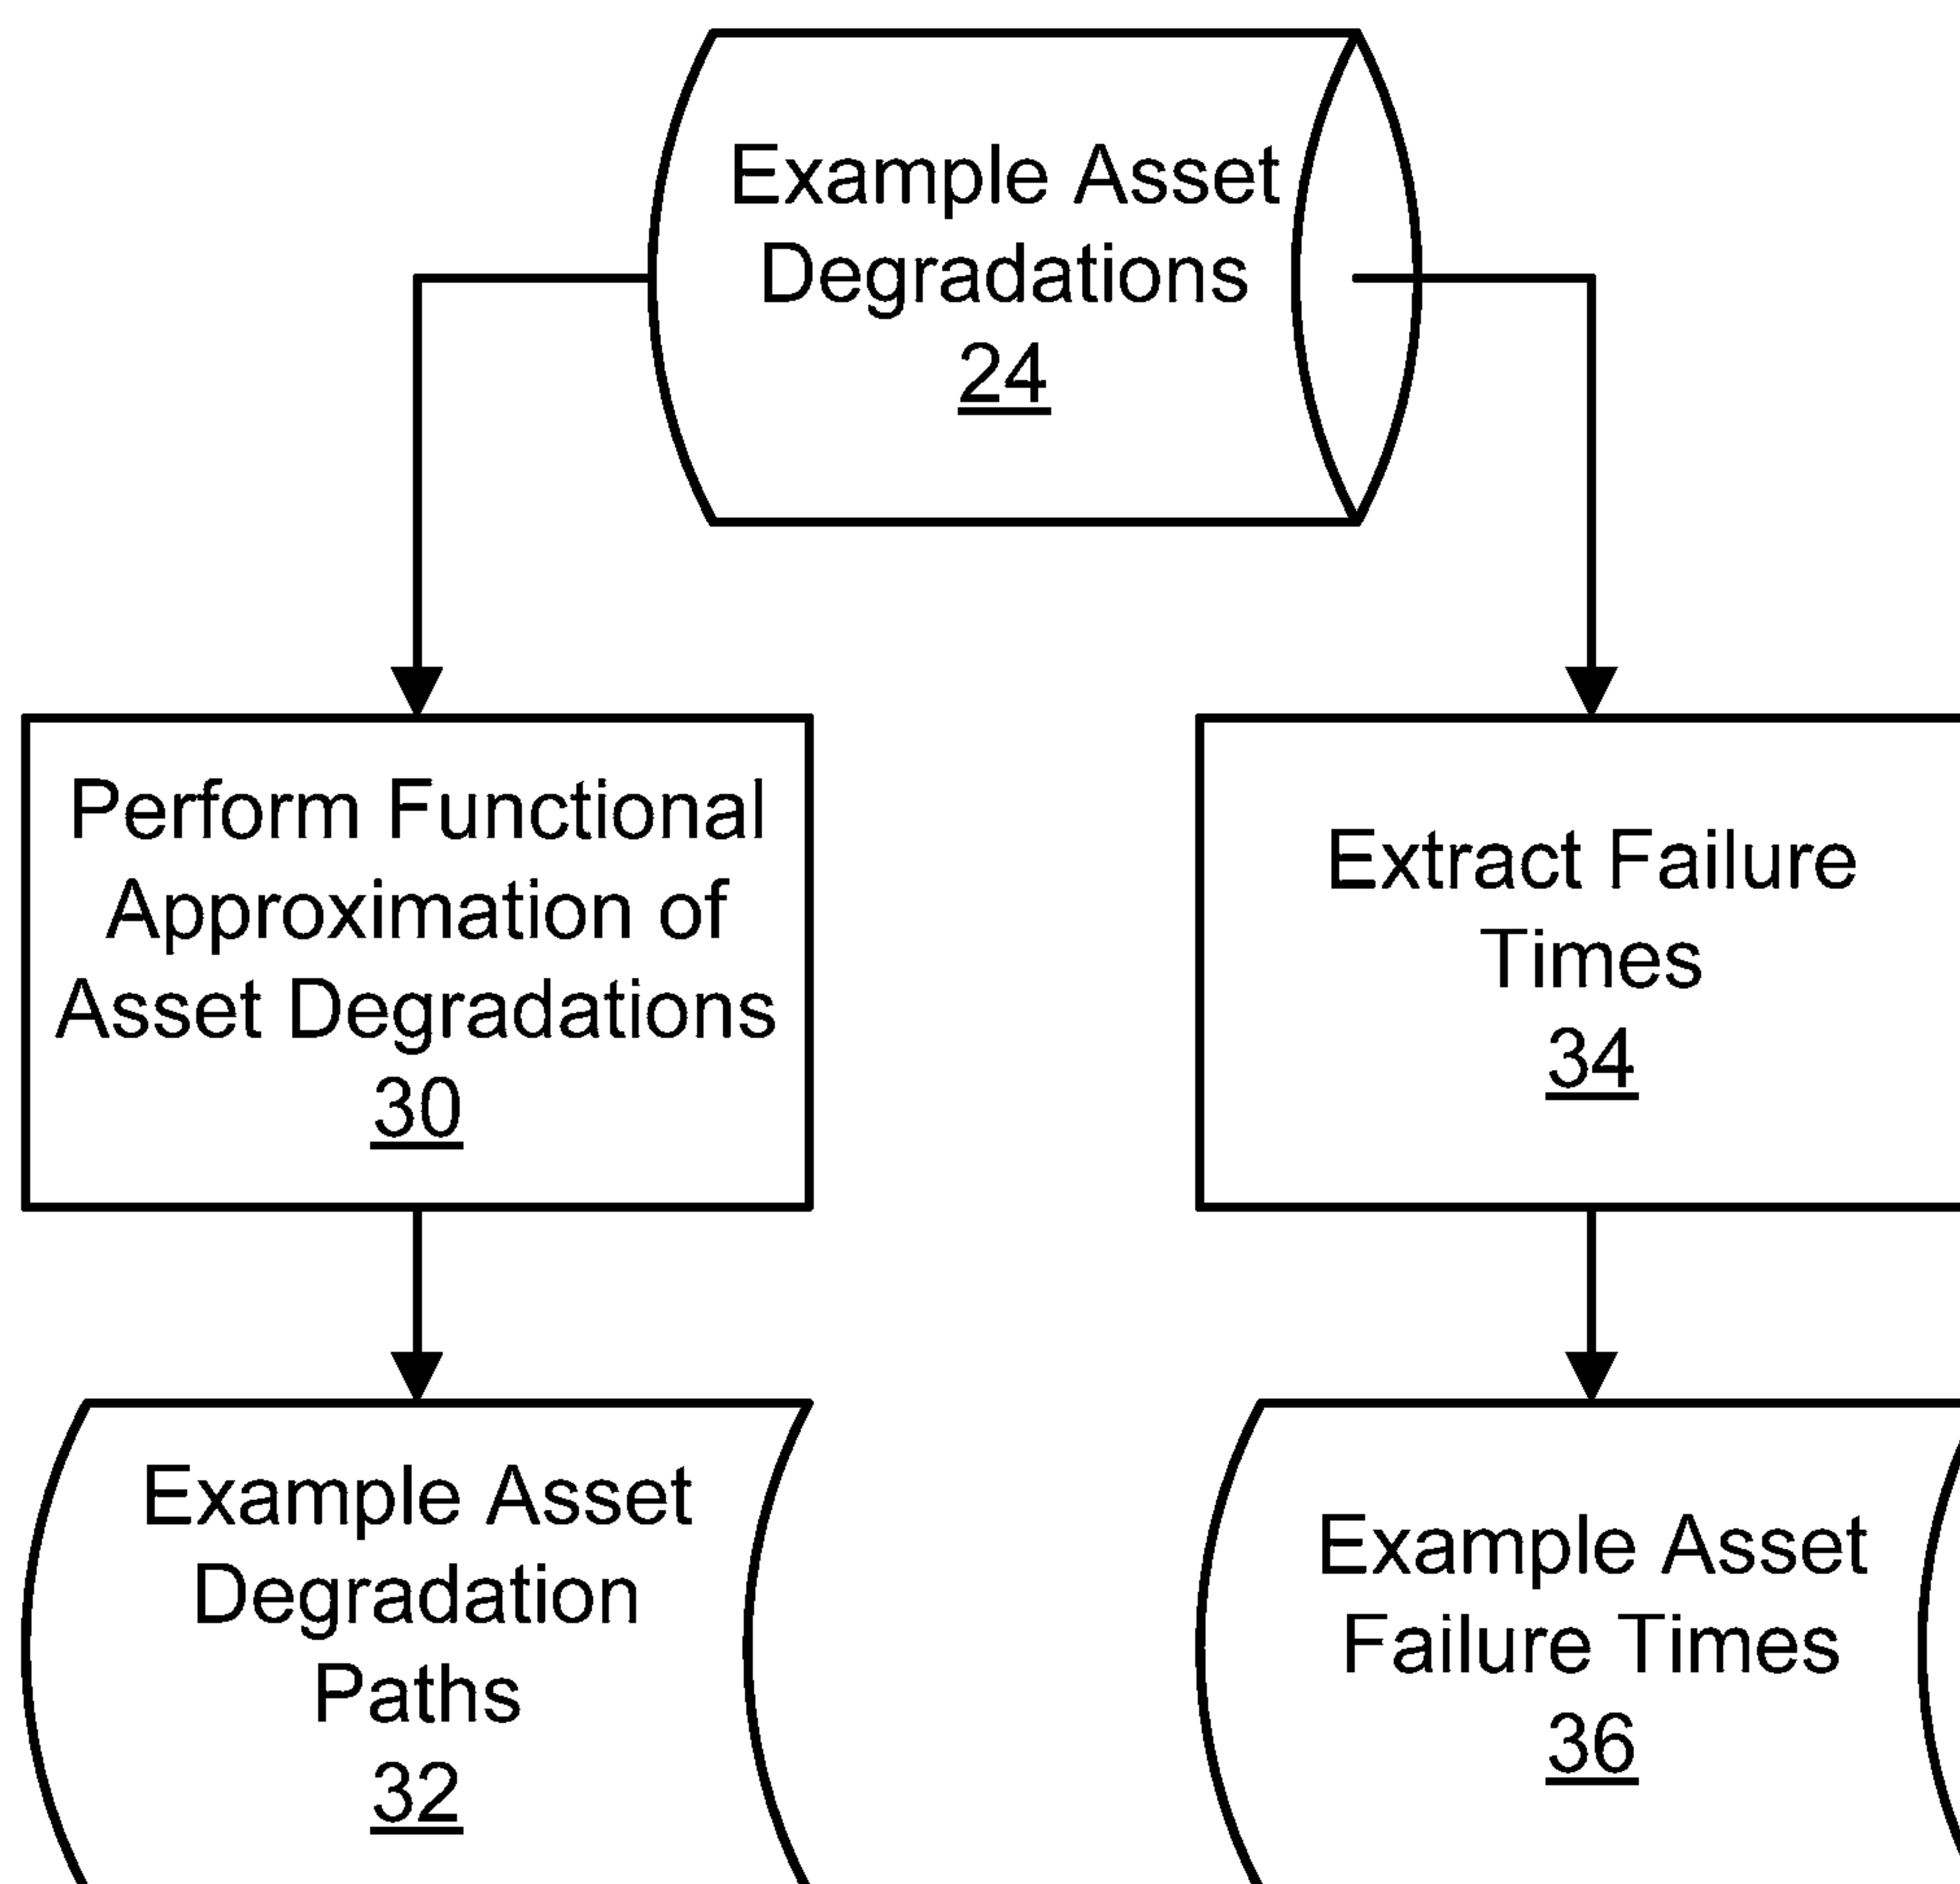 Example Asset
Degradations
24
Perform Functional
Approximation of
Asset Degradations
30
Extract Failure
Times
34
Example Asset
Degradation
Paths
32
Example Asset
Failure Times
36